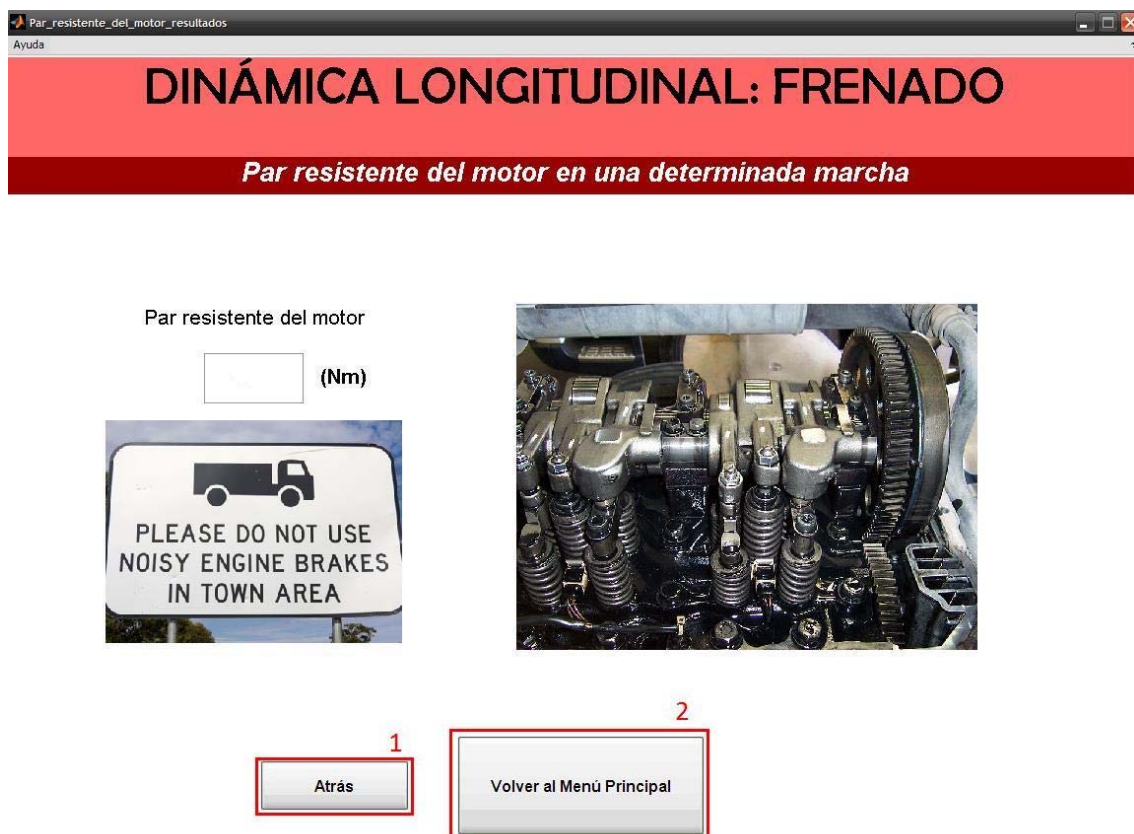 Par_resistente_del_motor_resultados
Ayuda
DINÁMICA LONGITUDINAL: FRENADO
Par resistente del motor en una determinada marcha
Par resistente del motor
(Nm)
PLEASE DO NOT USE
NOISY ENGINE BRAKES
IN TOWN AREA
1
Atrás
2
Volver al Menú Principal